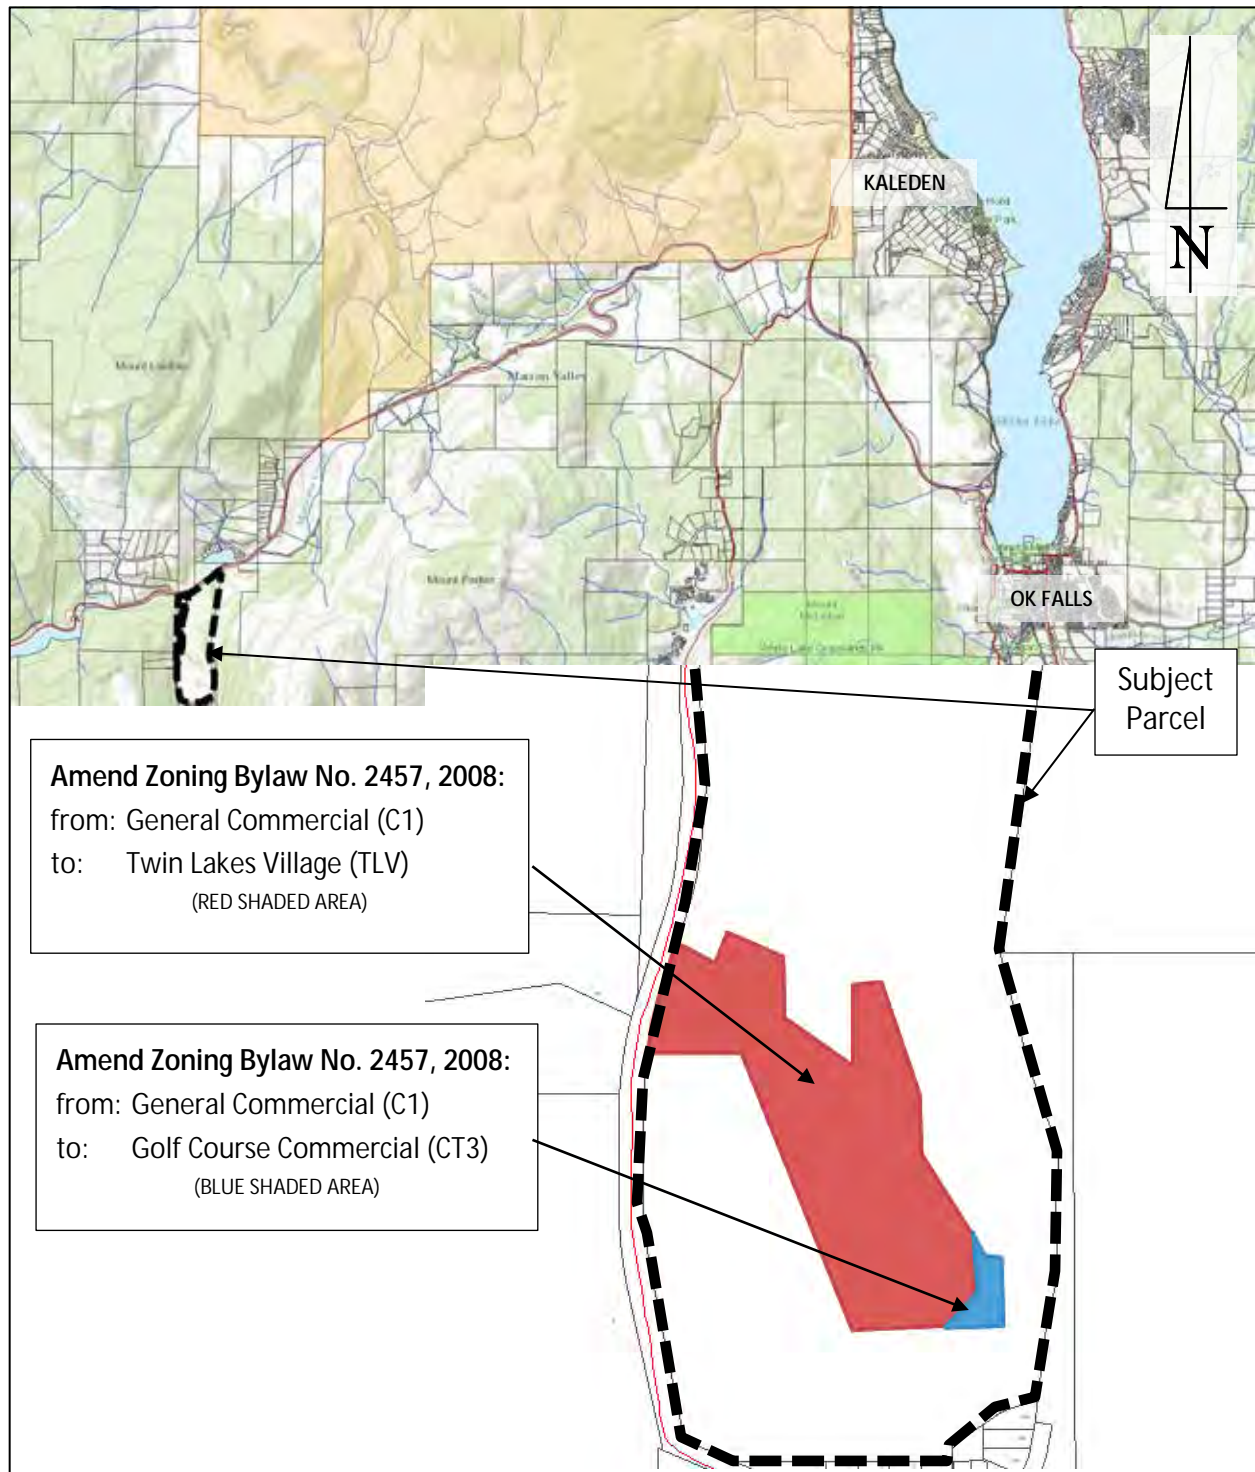 KALEDEN
N
Marron Valley
Mount Parker
OK FALLS
Subject
Parcel
Amend Zoning Bylaw No. 2457, 2008:
from: General Commercial (C1)
to: Twin Lakes Village (TLV)
(RED SHADED AREA)
Amend Zoning Bylaw No. 2457, 2008:
from: General Commercial (C1)
to: Golf Course Commercial (CT3)
(BLUE SHADED AREA)